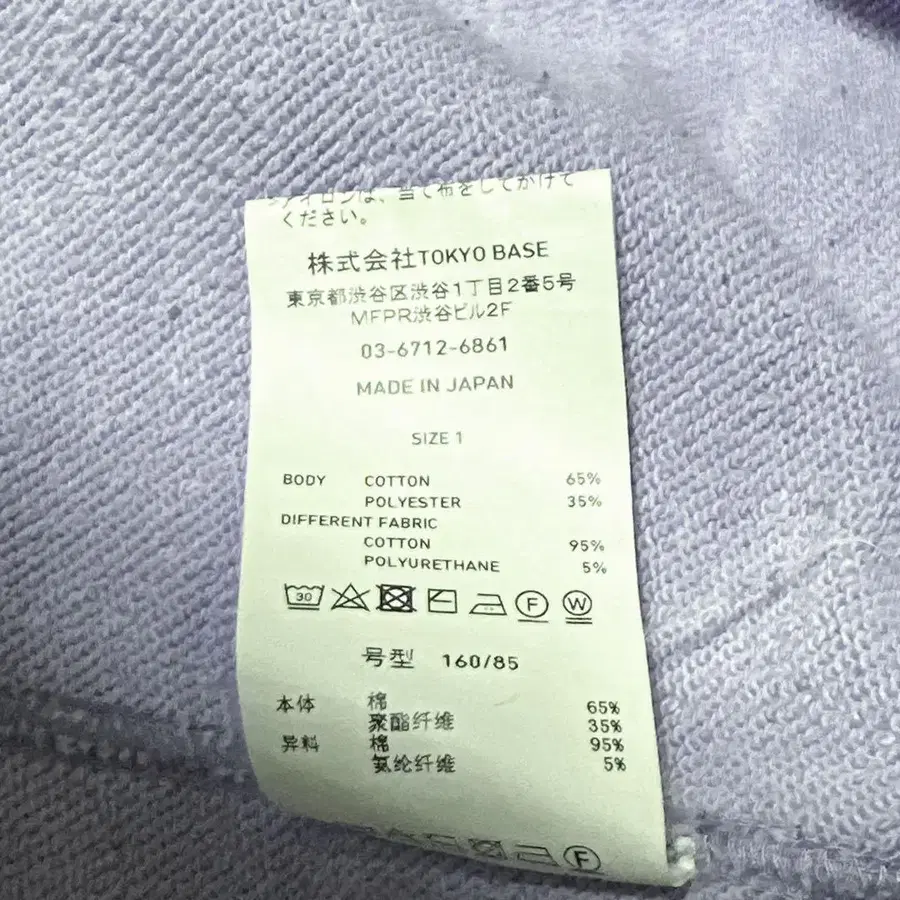 アイロンは、当て布をしてかけて
ください。
株式会社TOKYO BASE
東京都渋谷区渋谷1丁目2番5号
MFPR渋谷ビル2F
03-6712-6861
MADE IN JAPAN
SIZE 1
BODY COTTON 65%
POLYESTER 35%
DIFFERENT FABRIC
COTTON 95%
POLYURETHANE 5%
30 F W
号型 160/85
本体 棉 65%
聚酯纤维 35%
异料 棉 95%
氨纶纤维 5%
F